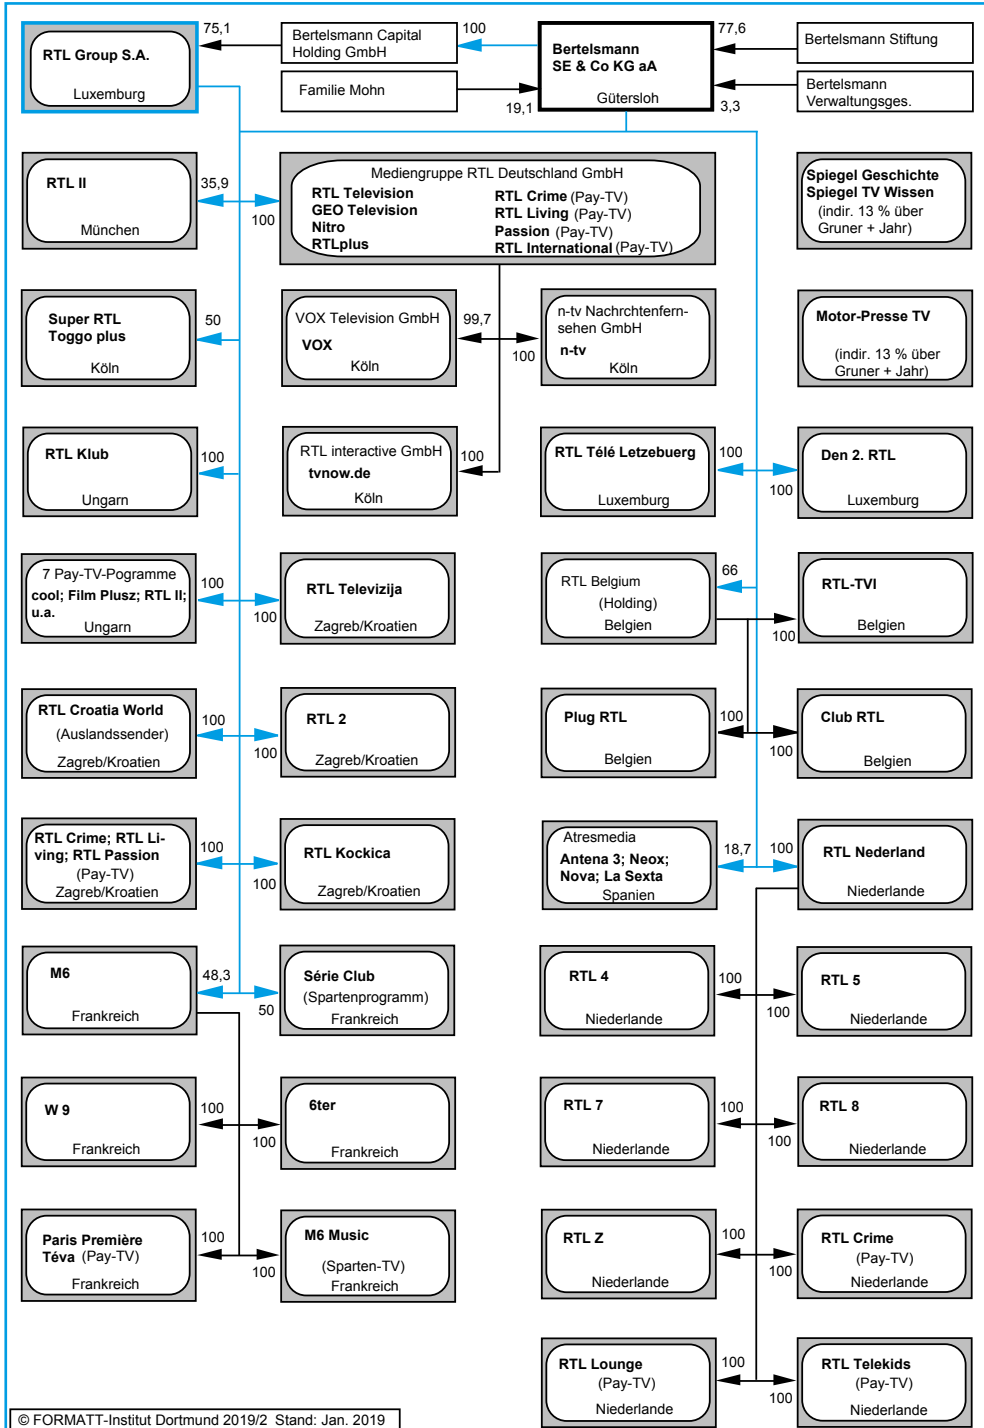 RTL Group S.A.
Luxemburg
75,1
Bertelsmann Capital
Holding GmbH
100
Bertelsmann
SE & Co KG aA
Gütersloh
77,6
Bertelsmann Stiftung
Familie Mohn
19,1
3,3
Bertelsmann
Verwaltungsges.
RTL II
München
35,9
100
Mediengruppe RTL Deutschland GmbH
RTL Television
GEO Television
Nitro
RTLplus
RTL Crime (Pay-TV)
RTL Living (Pay-TV)
Passion (Pay-TV)
RTL International (Pay-TV)
Spiegel Geschichte
Spiegel TV Wissen
(indir. 13 % über
Gruner + Jahr)
Super RTL
Toggo plus
Köln
50
VOX Television GmbH
VOX
Köln
99,7
100
n-tv Nachrchtenfern-
sehen GmbH
n-tv
Köln
Motor-Presse TV
(indir. 13 % über
Gruner + Jahr)
RTL Klub
Ungarn
100
RTL interactive GmbH
tvnow.de
Köln
100
RTL Télé Letzebuerg
Luxemburg
100
100
Den 2. RTL
Luxemburg
7 Pay-TV-Pogramme
cool; Film Plusz; RTL II;
u.a.
Ungarn
100
100
RTL Televizija
Zagreb/Kroatien
RTL Belgium
(Holding)
Belgien
66
100
RTL-TVI
Belgien
RTL Croatia World
(Auslandssender)
Zagreb/Kroatien
100
100
RTL 2
Zagreb/Kroatien
Plug RTL
Belgien
100
100
Club RTL
Belgien
RTL Crime; RTL Li-
ving; RTL Passion
(Pay-TV)
Zagreb/Kroatien
100
100
RTL Kockica
Zagreb/Kroatien
Atresmedia
Antena 3; Neox;
Nova; La Sexta
Spanien
18,7
100
RTL Nederland
Niederlande
M6
Frankreich
48,3
50
Série Club
(Spartenprogramm)
Frankreich
RTL 4
Niederlande
100
100
RTL 5
Niederlande
W 9
Frankreich
100
100
6ter
Frankreich
RTL 7
Niederlande
100
100
RTL 8
Niederlande
Paris Première
Téva (Pay-TV)
Frankreich
100
100
M6 Music
(Sparten-TV)
Frankreich
RTL Z
Niederlande
100
100
RTL Crime
(Pay-TV)
Niederlande
RTL Lounge
(Pay-TV)
Niederlande
100
100
RTL Telekids
(Pay-TV)
Niederlande
© FORMATT-Institut Dortmund 2019/2 Stand: Jan. 2019